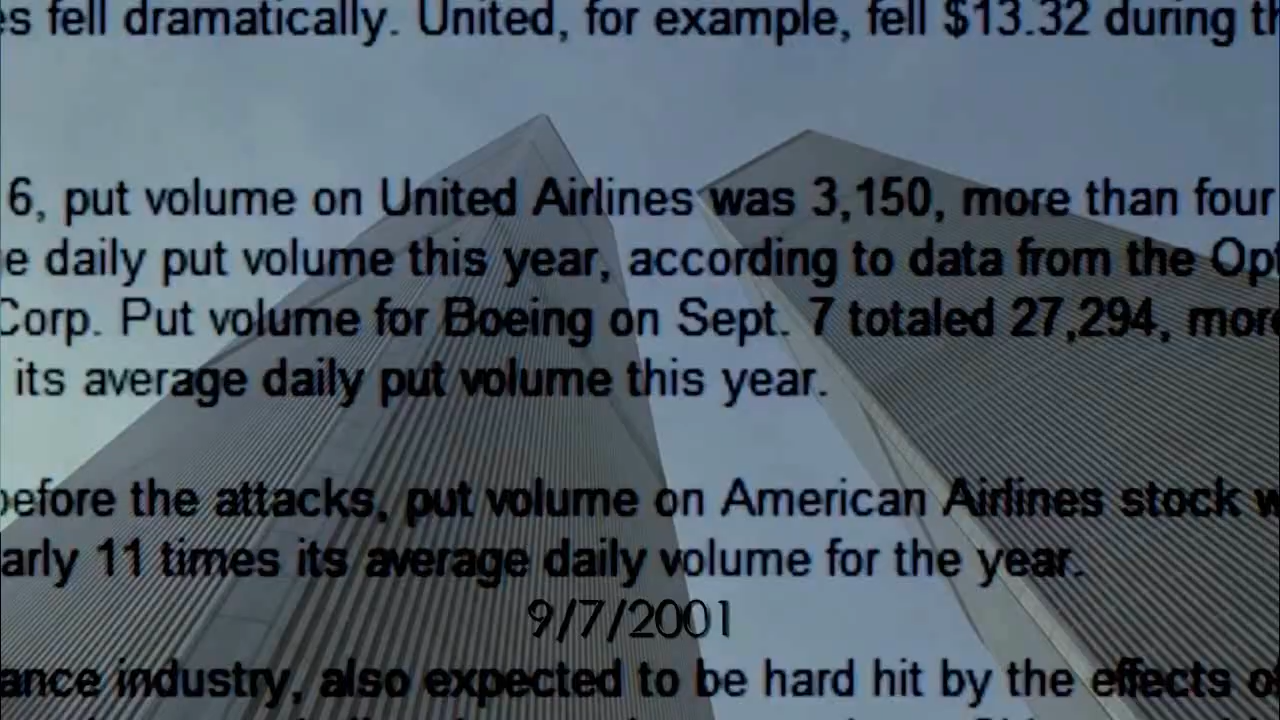 es fell dramatically. United, for example, fell $13.32 during th
6, put volume on United Airlines was 3,150, more than four
e daily put volume this year, according to data from the Opt
Corp. Put volume for Boeing on Sept. 7 totaled 27,294, more
its average daily put volume this year.
before the attacks, put volume on American Airlines stock w
arly 11 times its average daily volume for the year.
9/7/2001
ance industry, also expected to be hard hit by the effects of